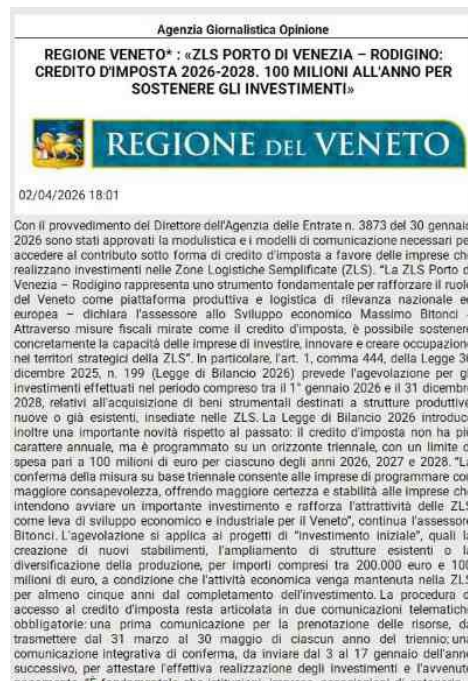 Agenzia Giornalistica Opinione
REGIONE VENETO* : «ZLS PORTO DI VENEZIA – RODIGINO:
CREDITO D'IMPOSTA 2026-2028. 100 MILIONI ALL'ANNO PER
SOSTENERE GLI INVESTIMENTI»
REGIONE DEL VENETO
02/04/2026 18:01
Con il provvedimento del Direttore dell'Agenzia delle Entrate n. 3873 del 30 gennaio
2026 sono stati approvati la modulistica e i modelli di comunicazione necessari pe
accedere al contributo sotto forma di credito d'imposta a favore delle imprese che
realizzano investimenti nelle Zone Logistiche Semplificate (ZLS). "La ZLS Porto d
Venezia – Rodigino rappresenta uno strumento fondamentale per rafforzare il ruolo
del Veneto come piattaforma produttiva e logistica di rilevanza nazionale e
europea – dichiara l'assessore allo Sviluppo economico Massimo Bitonci -
Attraverso misure fiscali mirate come il credito d'imposta, è possibile sostenere
concretamente la capacità delle imprese di investire, innovare e creare occupazione
nei territori strategici della ZLS". In particolare, l'art. 1, comma 444, della Legge 30
dicembre 2025, n. 199 (Legge di Bilancio 2026) prevede l'agevolazione per gl
investimenti effettuati nel periodo compreso tra il 1° gennaio 2026 e il 31 dicembre
2028, relativi all'acquisizione di beni strumentali destinati a strutture produttive
nuove o già esistenti, insediate nelle ZLS. La Legge di Bilancio 2026 introduc
inoltre una importante novità rispetto al passato: il credito d'imposta non ha più
carattere annuale, ma è programmato su un orizzonte triennale, con un limite d
spesa pari a 100 milioni di euro per ciascuno degli anni 2026, 2027 e 2028. "La
conferma della misura su base triennale consente alle imprese di programmare con
maggiore consapevolezza, offrendo maggiore certezza e stabilità alle imprese che
intendono avviare un importante investimento e rafforza l'attrattività delle ZLS
come leva di sviluppo economico e industriale per il Veneto", continua l'assessore
Bitonci. L'agevolazione si applica ai progetti di "investimento iniziale", quali la
creazione di nuovi stabilimenti, l'ampliamento di strutture esistenti o la
diversificazione della produzione, per importi compresi tra 200.000 euro e 100
milioni di euro, a condizione che l'attività economica venga mantenuta nella ZLS
per almeno cinque anni dal completamento dell'investimento. La procedura d
accesso al credito d'imposta resta articolata in due comunicazioni telematiche
obbligatorie: una prima comunicazione per la prenotazione delle risorse, da
trasmettere dal 31 marzo al 30 maggio di ciascun anno del triennio; una
comunicazione integrativa di conferma, da inviare dal 3 al 17 gennaio dell'anno
successivo, per attestare l'effettiva realizzazione degli investimenti e l'avvenuto